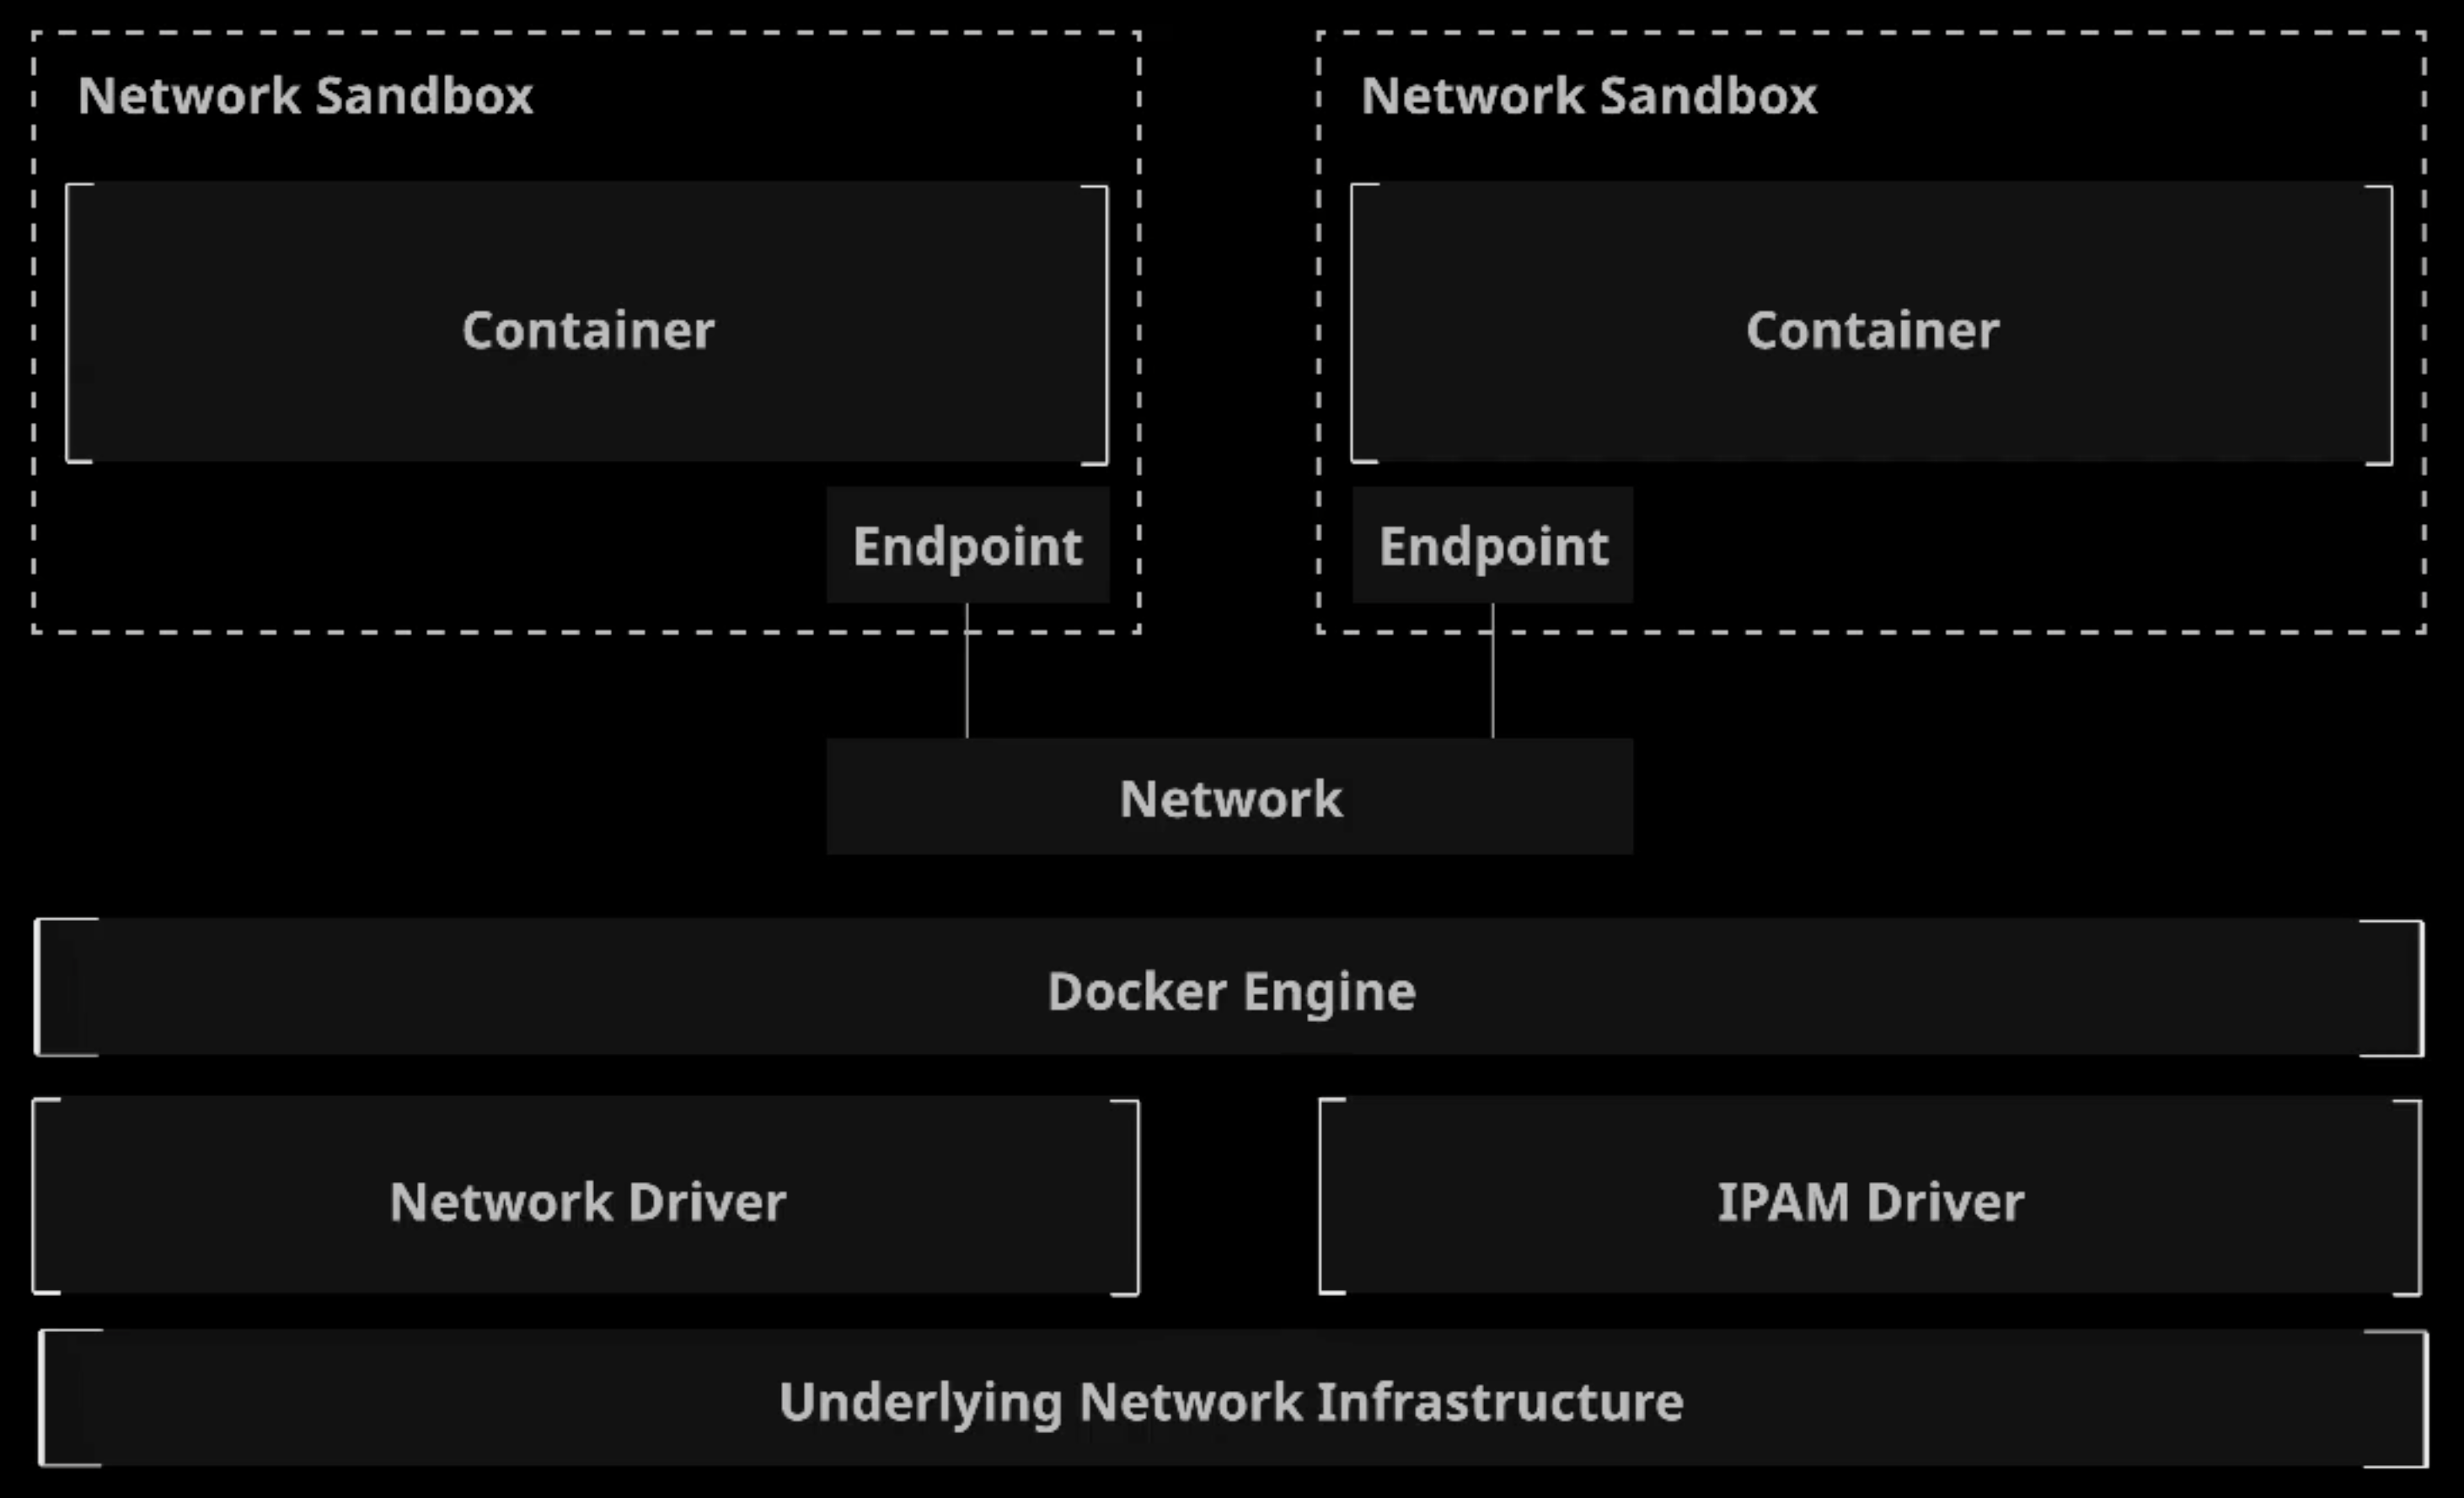 Network Sandbox
Network Sandbox
Container
Container
Endpoint
Endpoint
Network
Docker Engine
Network Driver
IPAM Driver
Underlying Network Infrastructure